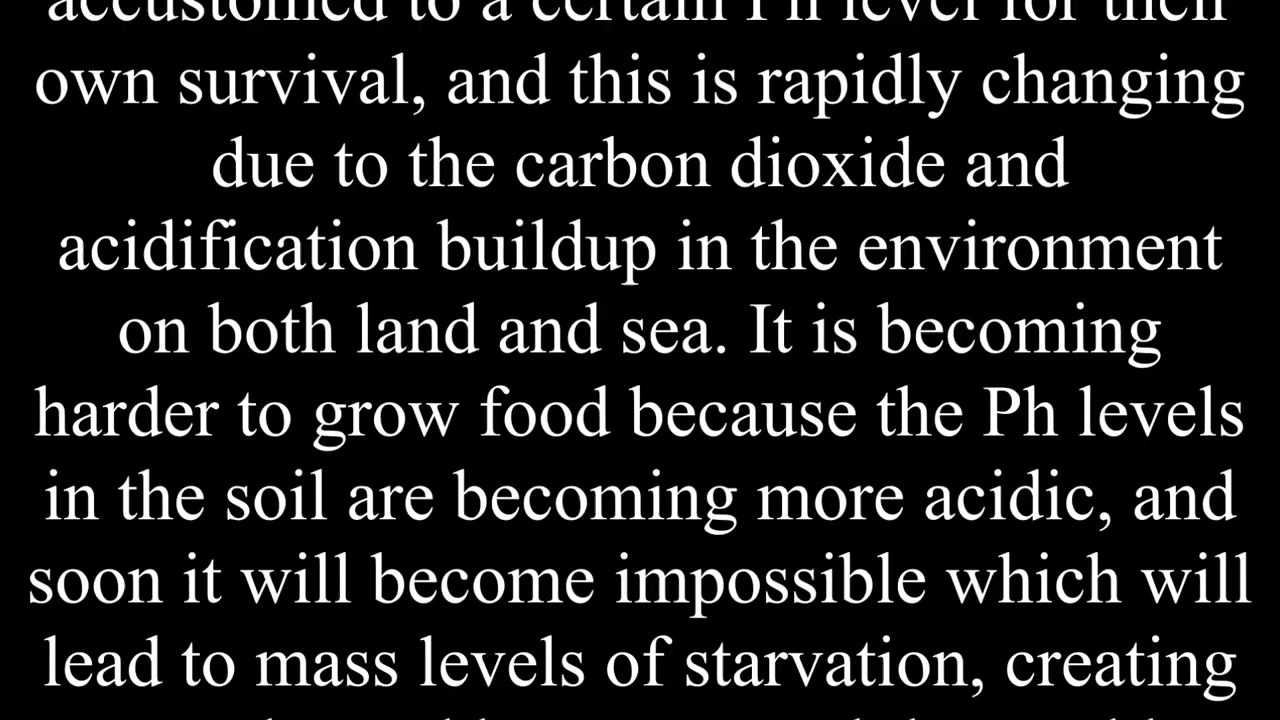 accustomed to a certain Ph level for their
own survival, and this is rapidly changing
due to the carbon dioxide and
acidification buildup in the environment
on both land and sea. It is becoming
harder to grow food because the Ph levels
in the soil are becoming more acidic, and
soon it will become impossible which will
lead to mass levels of starvation, creating